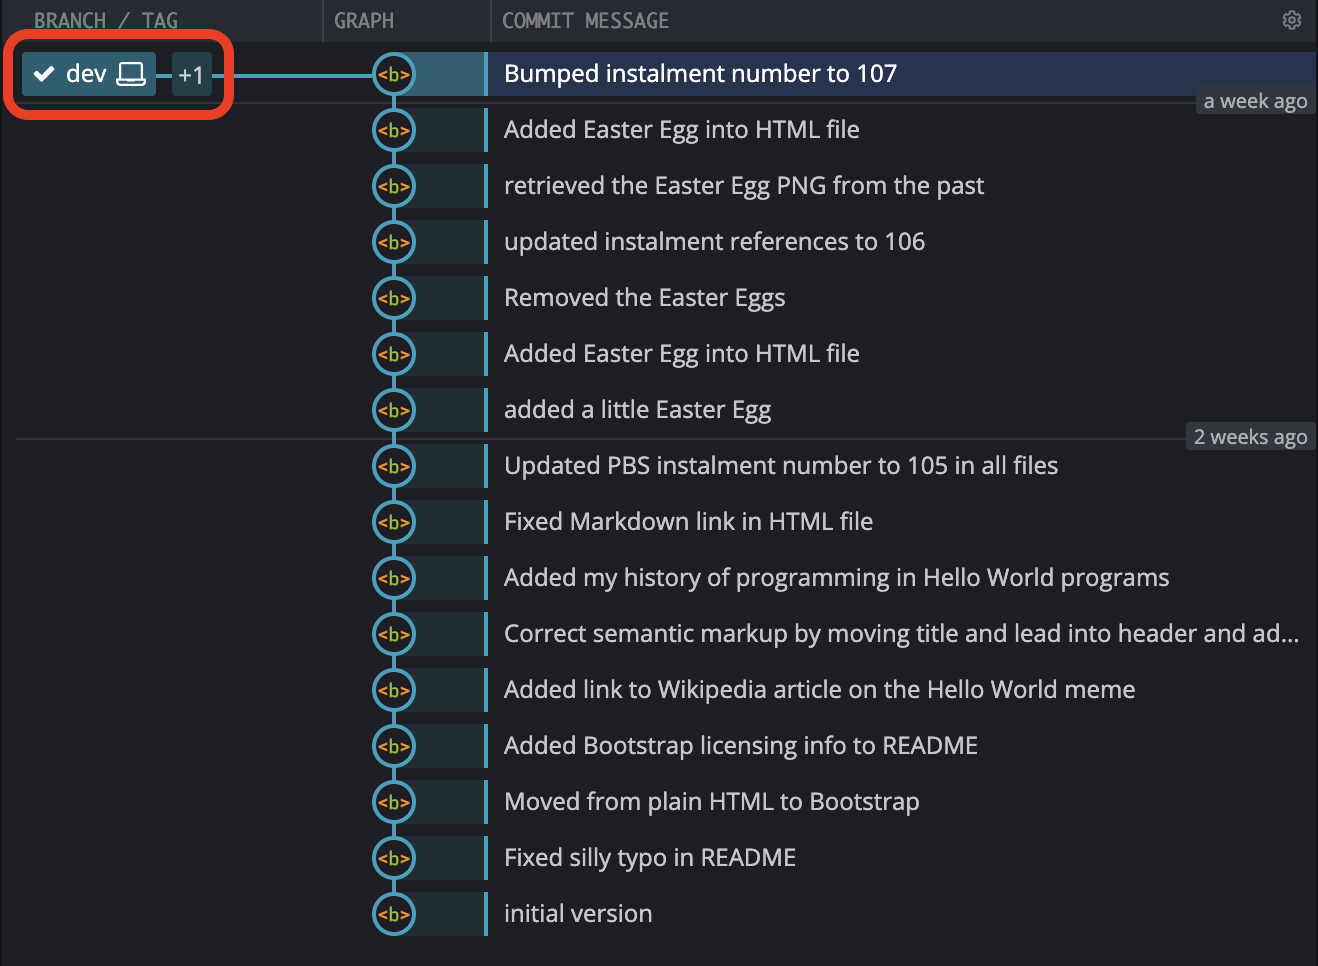 BRANCH / TAG GRAPH COMMIT MESSAGE
dev +1 <b> Bumped instalment number to 107
a week ago
<b> Added Easter Egg into HTML file
<b> retrieved the Easter Egg PNG from the past
<b> updated instalment references to 106
<b> Removed the Easter Eggs
<b> Added Easter Egg into HTML file
<b> added a little Easter Egg
2 weeks ago
<b> Updated PBS instalment number to 105 in all files
<b> Fixed Markdown link in HTML file
<b> Added my history of programming in Hello World programs
<b> Correct semantic markup by moving title and lead into header and ad...
<b> Added link to Wikipedia article on the Hello World meme
<b> Added Bootstrap licensing info to README
<b> Moved from plain HTML to Bootstrap
<b> Fixed silly typo in README
<b> initial version